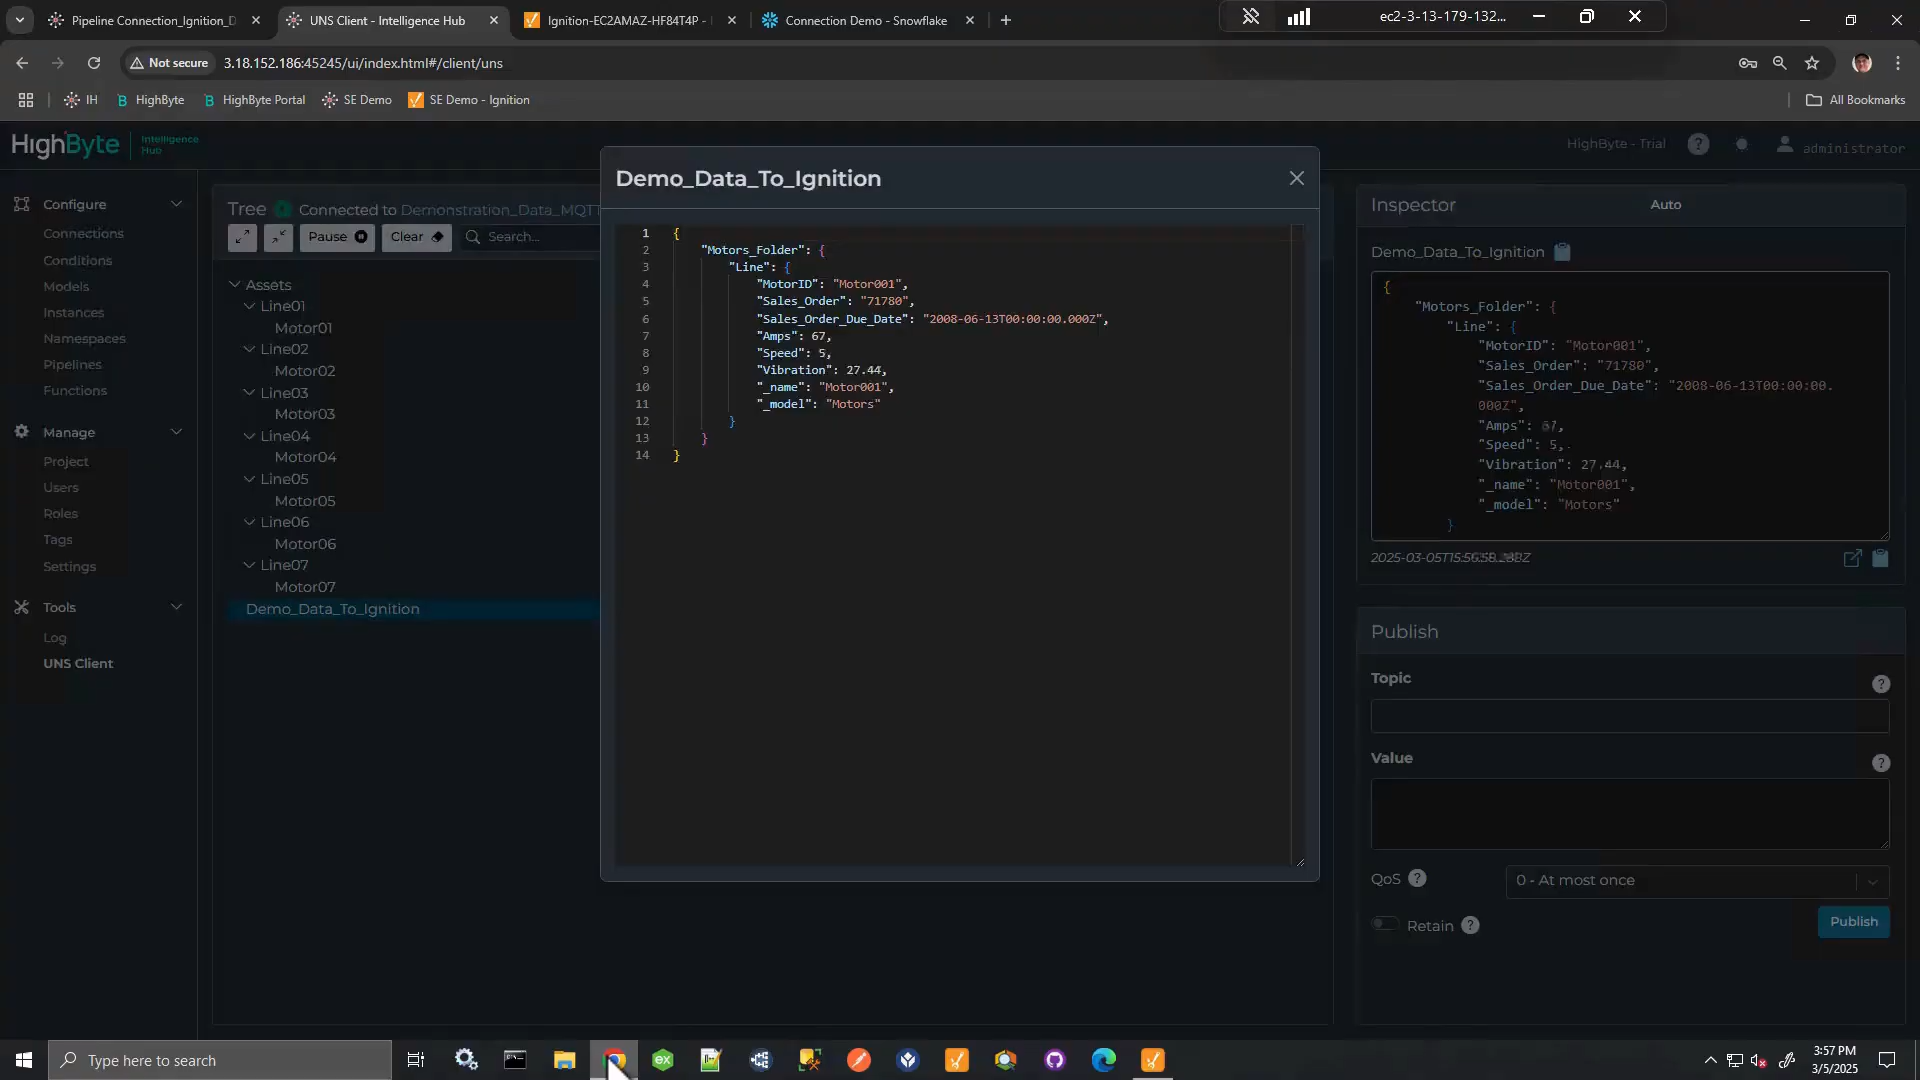 Pipeline Connection_Ignition_D
UNS Client - Intelligence Hub
Ignition-EC2AMAZ-HF84T4P -
Connection Demo - Snowflake
ec2-3-13-179-132...
Not secure
3.18.152.186:45245/ui/index.html#/client/uns
IH
HighByte
HighByte Portal
SE Demo
SE Demo - Ignition
All Bookmarks
HighByte
Intelligence
Hub
HighByte - Trial
administrator
Configure
Connections
Conditions
Models
Instances
Namespaces
Pipelines
Functions
Manage
Project
Users
Roles
Tags
Settings
Tools
Log
UNS Client
Tree
Connected to Demonstration_Data_MQTT
Pause
Clear
Search...
Assets
Line01
Motor01
Line02
Motor02
Line03
Motor03
Line04
Motor04
Line05
Motor05
Line06
Motor06
Line07
Motor07
Demo_Data_To_Ignition
Demo_Data_To_Ignition
1 {
2 "Motors_Folder": {
3 "Line": {
4 "MotorID": "Motor001",
5 "Sales_Order": "71780",
6 "Sales_Order_Due_Date": "2008-06-13T00:00:00.000Z",
7 "Amps": 67,
8 "Speed": 5,
9 "Vibration": 27.44,
10 "_name": "Motor001",
11 "_model": "Motors"
12 }
13 }
14 }
Inspector
Auto
Demo_Data_To_Ignition
{
"Motors_Folder": {
"Line": {
"MotorID": "Motor001",
"Sales_Order": "71780",
"Sales_Order_Due_Date": "2008-06-13T00:00:00.
000Z",
"Amps": 67,
"Speed": 5,
"Vibration": 27.44,
"_name": "Motor001",
"_model": "Motors"
}
Publish
Topic
Value
QoS
0 - At most once
Retain
Publish
Type here to search
ex
3:57 PM
3/5/2025